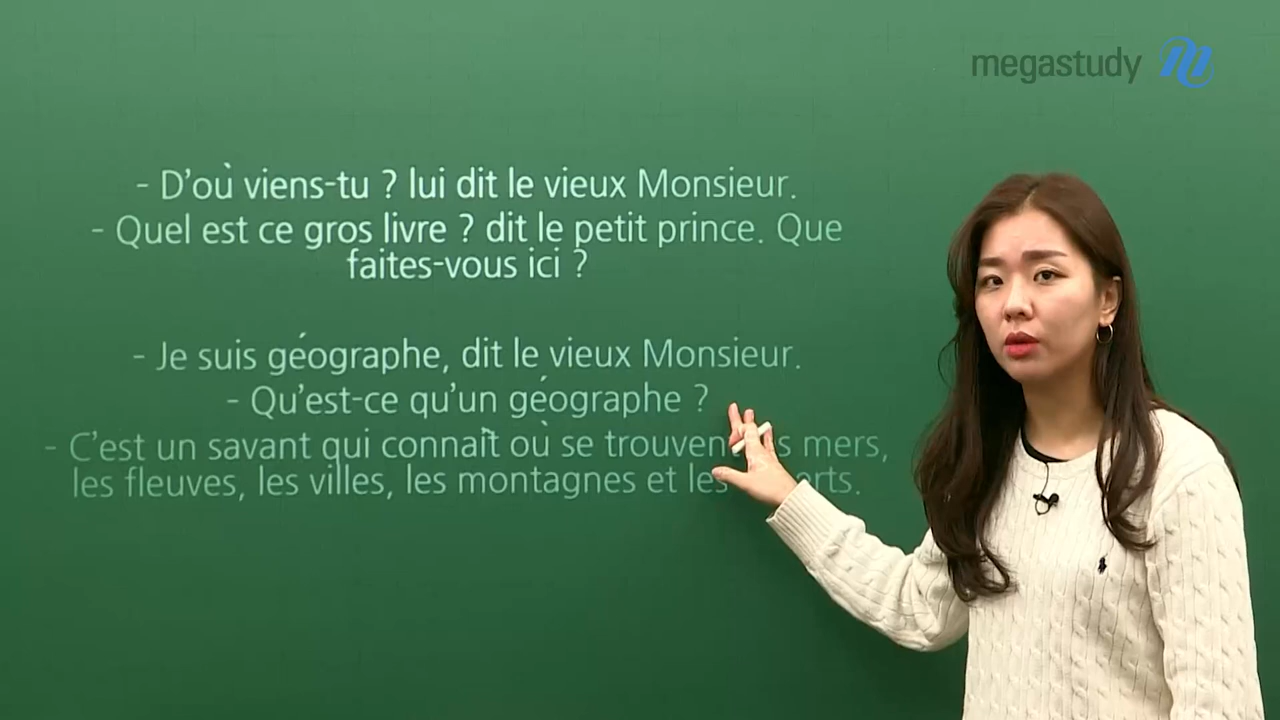 megastudy
- D'où viens-tu ? lui dit le vieux Monsieur.
- Quel est ce gros livre ? dit le petit prince. Que
faites-vous ici ?
- Je suis géographe, dit le vieux Monsieur.
- Qu'est-ce qu'un géographe ?
- C'est un savant qui connaît où se trouvent mers,
les fleuves, les villes, les montagnes et les